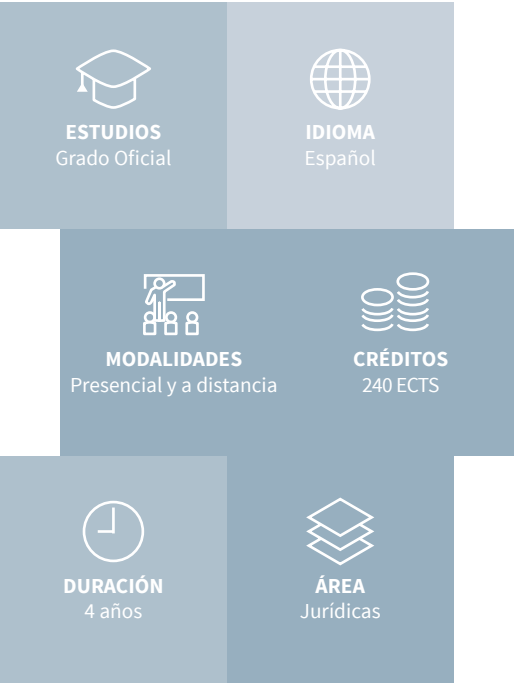 ESTUDIOS
Grado Oficial
IDIOMA
Español
MODALIDADES
Presencial y a distancia
CRÉDITOS
240 ECTS
DURACIÓN
4 años
ÁREA
Jurídicas